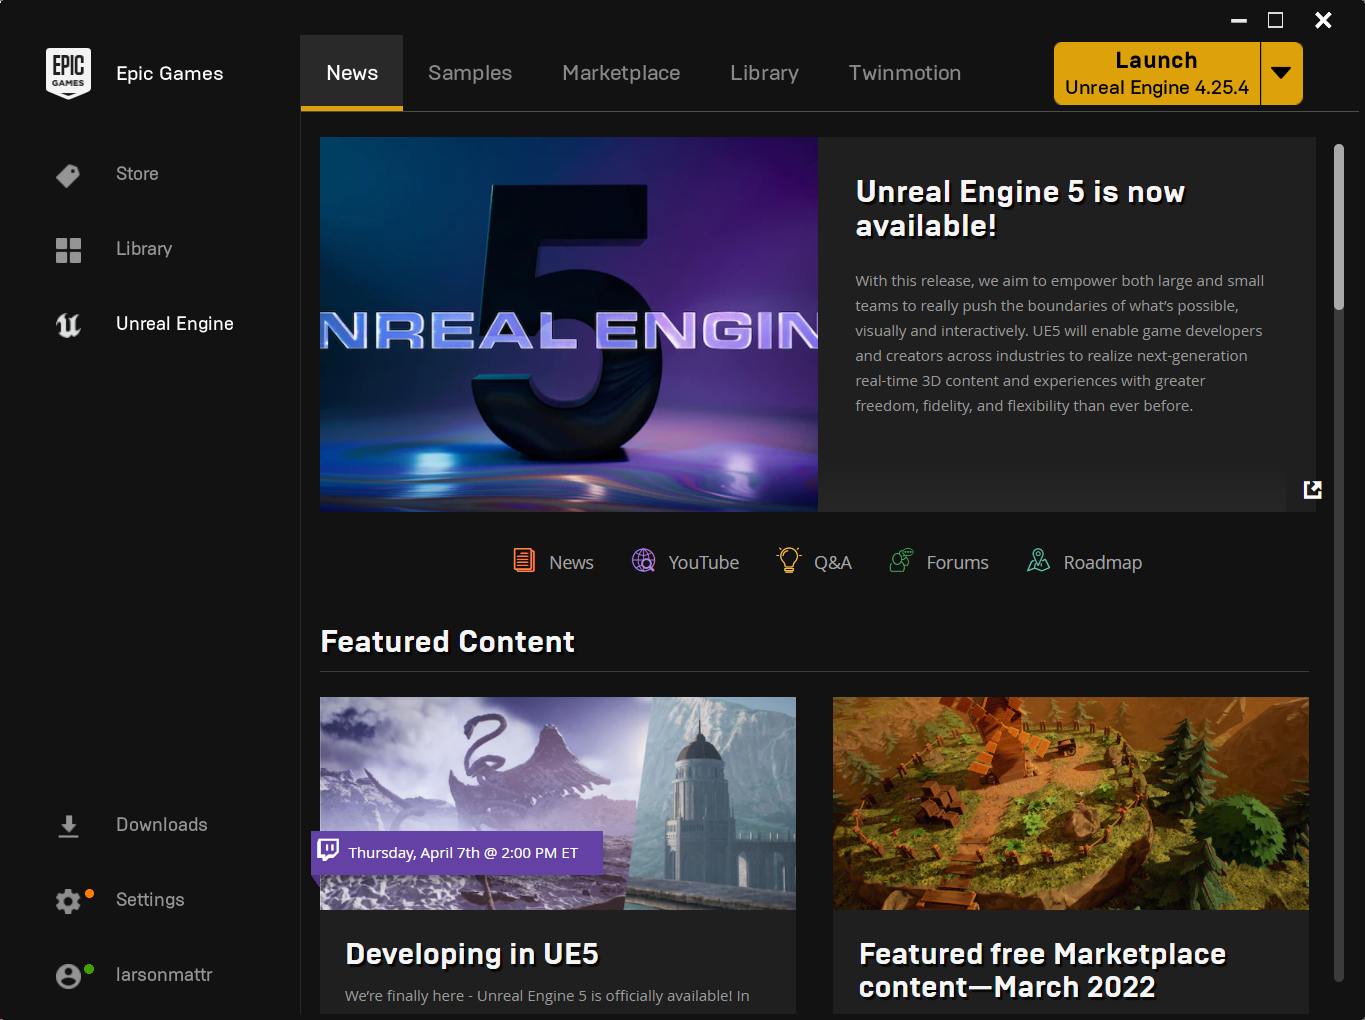 EPIC
GAMES
Epic Games
Store
Library
Unreal Engine
Downloads
Settings
larsonmattr
News
Samples
Marketplace
Library
Twinmotion
Launch
Unreal Engine 4.25.4
5
NREAL ENGIN
Unreal Engine 5 is now
available!
With this release, we aim to empower both large and small
teams to really push the boundaries of what's possible,
visually and interactively. UE5 will enable game developers
and creators across industries to realize next-generation
real-time 3D content and experiences with greater
freedom, fidelity, and flexibility than ever before.
News
YouTube
Q&A
Forums
Roadmap
Featured Content
Thursday, April 7th @ 2:00 PM ET
Developing in UE5
We're finally here - Unreal Engine 5 is officially available! In
Featured free Marketplace
content—March 2022